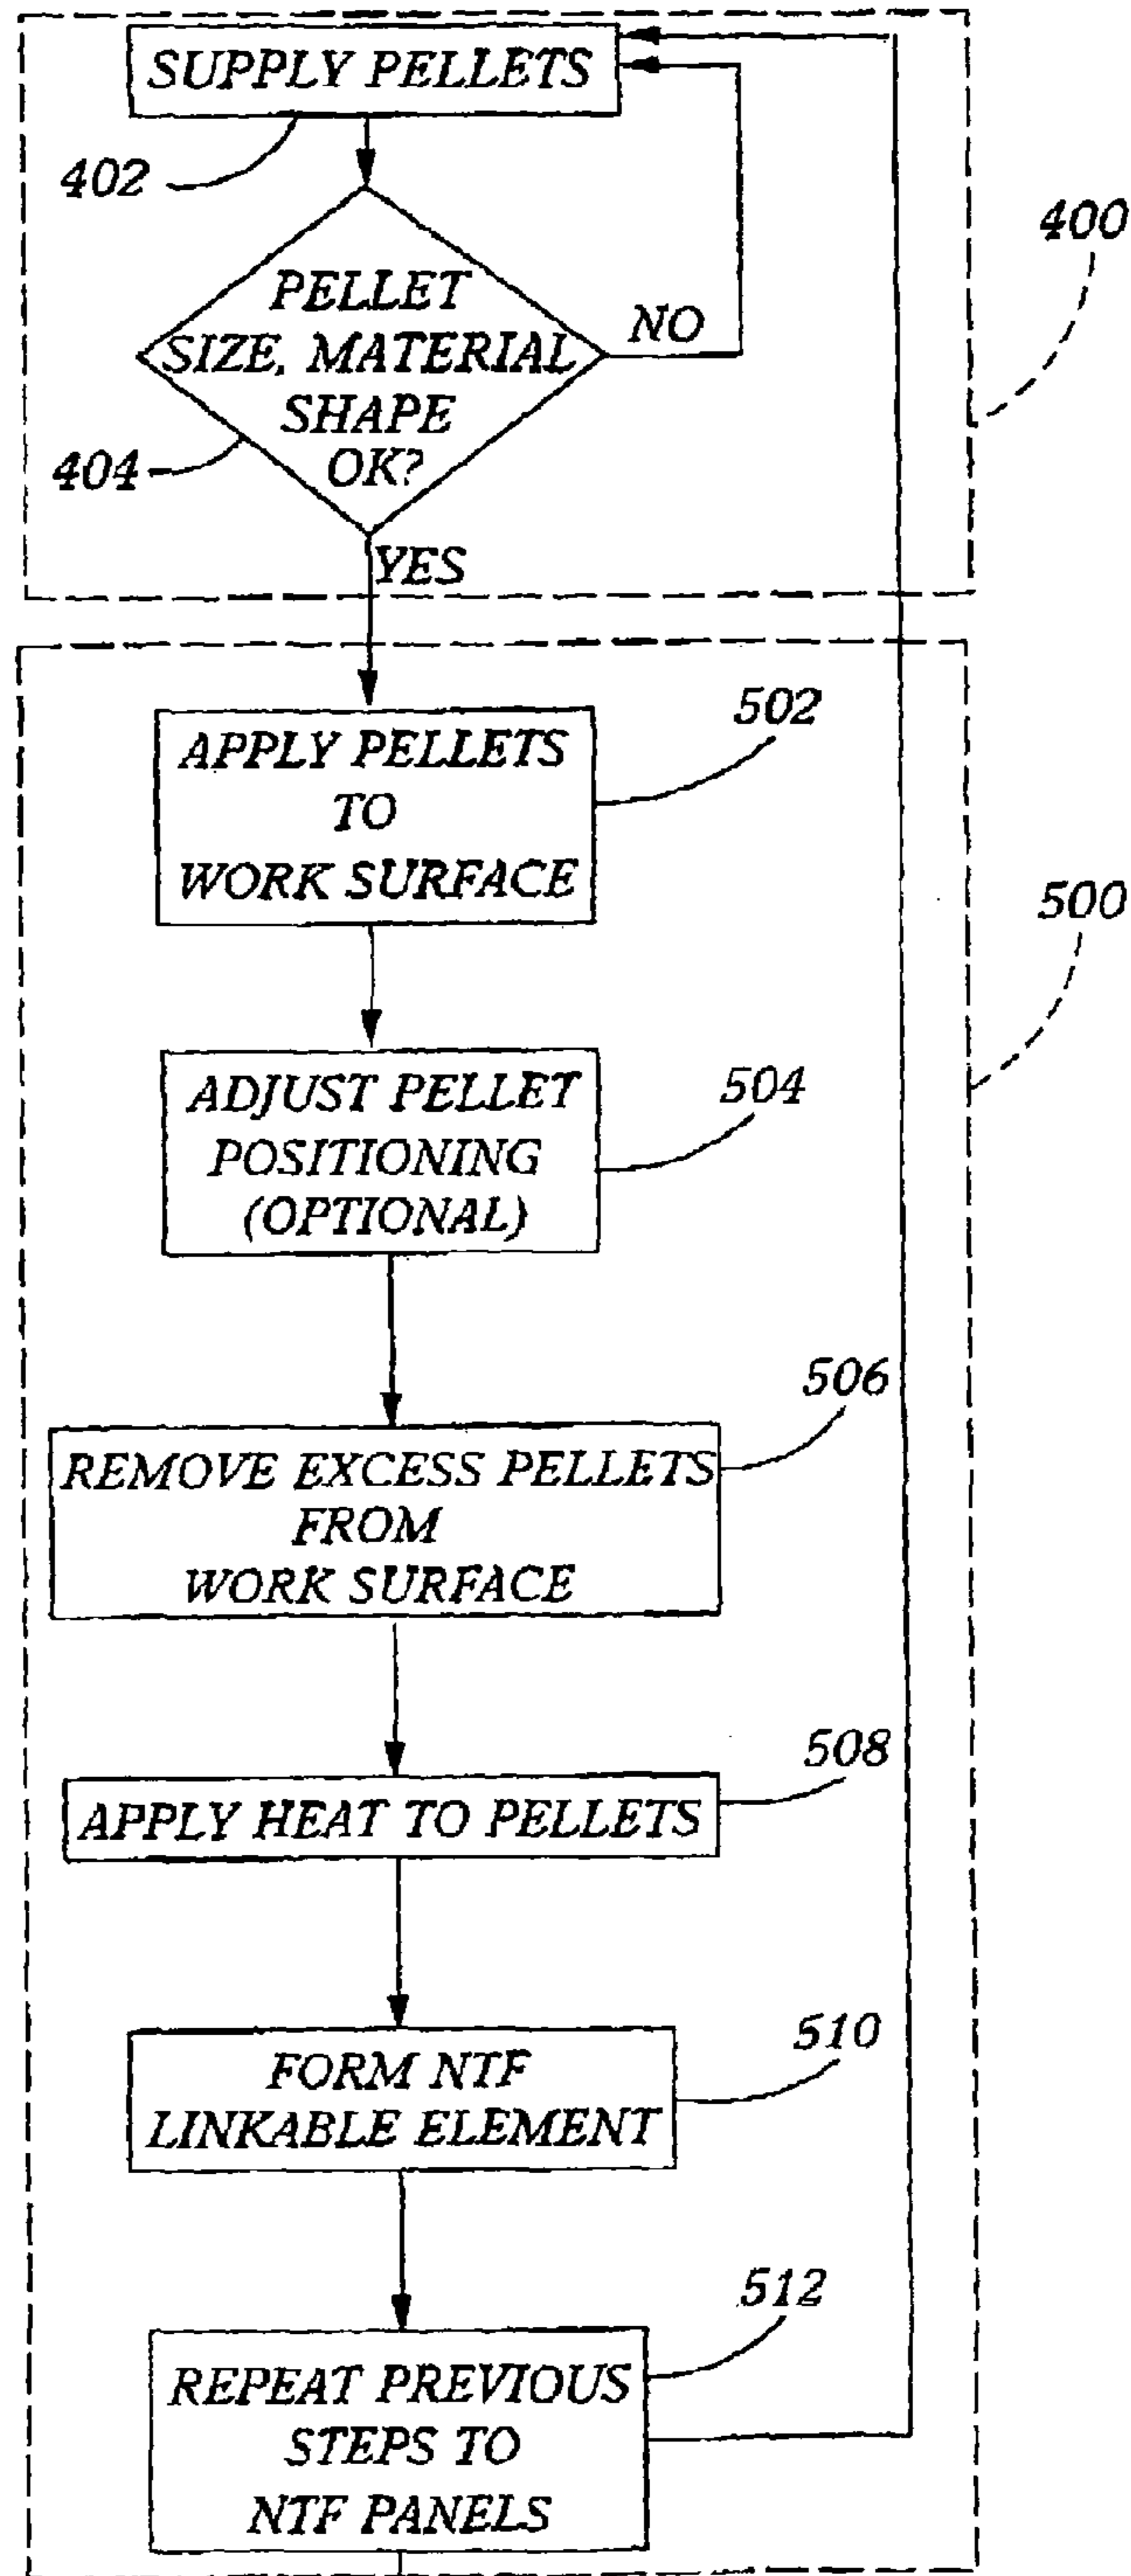 SUPPLY PELLETS
402
400
PELLET
SIZE, MATERIAL
SHAPE
OK?
NO
404
YES
502
APPLY PELLETS
TO
WORK SURFACE
500
504
ADJUST PELLET
POSITIONING
(OPTIONAL)
506
REMOVE EXCESS PELLETS
FROM
WORK SURFACE
508
APPLY HEAT TO PELLETS
510
FORM NTF
LINKABLE ELEMENT
512
REPEAT PREVIOUS
STEPS TO
NTF PANELS